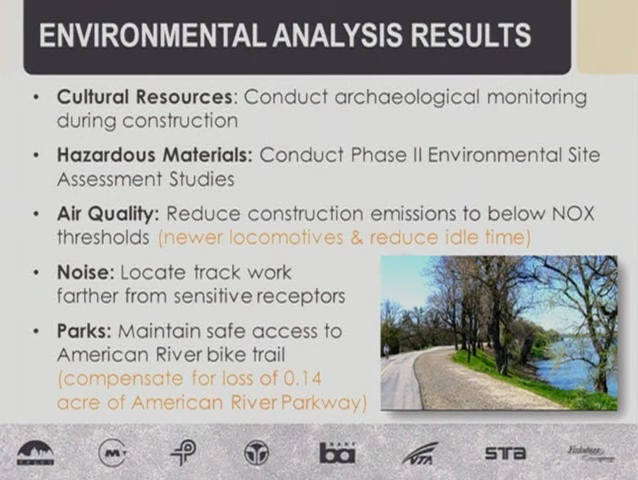 ENVIRONMENTAL ANALYSIS RESULTS
• Cultural Resources: Conduct archaeological monitoring
during construction
• Hazardous Materials: Conduct Phase II Environmental Site
Assessment Studies
• Air Quality: Reduce construction emissions to below NOX
thresholds (newer locomotives & reduce idle time)
• Noise: Locate track work
farther from sensitive receptors
• Parks: Maintain safe access to
American River bike trail
(compensate for loss of 0.14
acre of American River Parkway)
ba
VTA
STA